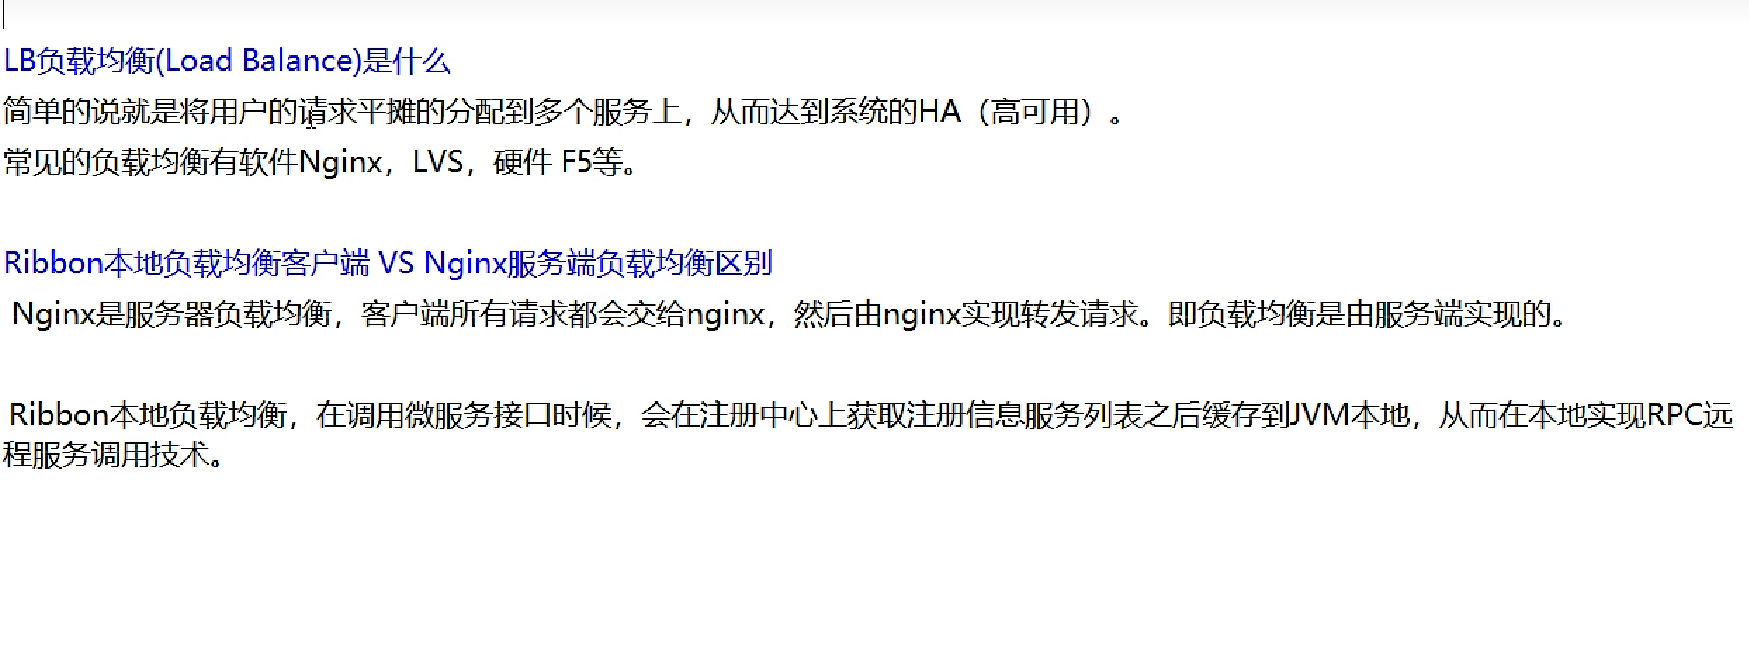 LB负载均衡(Load Balance)是什么
简单的说就是将用户的请求平摊的分配到多个服务上，从而达到系统的HA（高可用）。
常见的负载均衡有软件Nginx，LVS，硬件 F5等。
Ribbon本地负载均衡客户端 VS Nginx服务端负载均衡区别
Nginx是服务器负载均衡，客户端所有请求都会交给nginx，然后由nginx实现转发请求。即负载均衡是由服务端实现的。
Ribbon本地负载均衡，在调用微服务接口时候，会在注册中心上获取注册信息服务列表之后缓存到JVM本地，从而在本地实现RPC远
程服务调用技术。